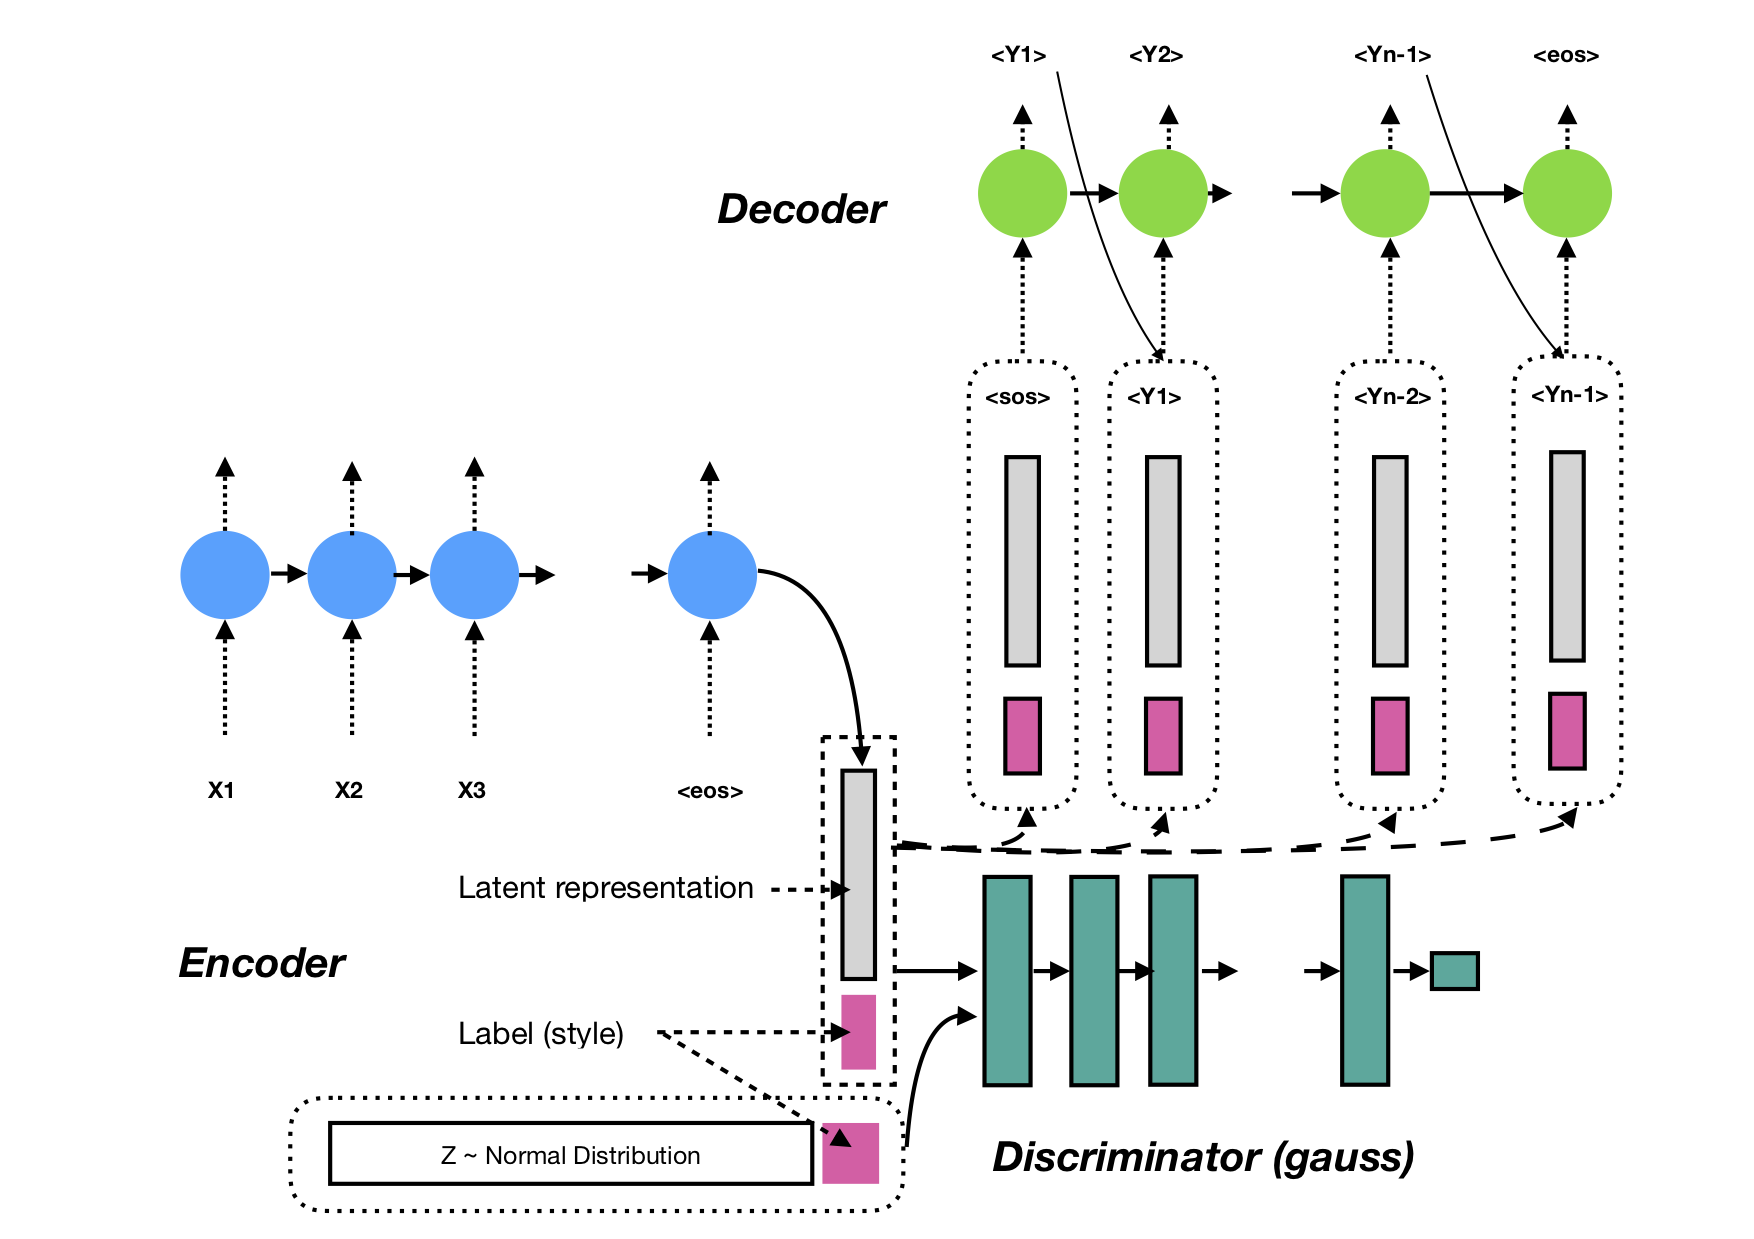 <Y1>
<Y2>
<Yn-1>
<eos>
Decoder
<sos>
<Y1>
<Yn-2>
<Yn-1>
X1
X2
X3
<eos>
Latent representation
Encoder
Label (style)
Z ~ Normal Distribution
Discriminator (gauss)